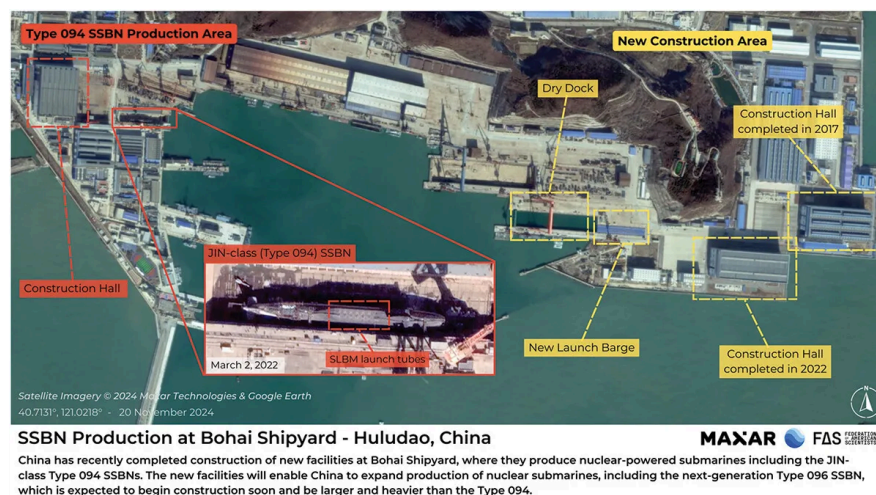 Type 094 SSBN Production Area
New Construction Area
Dry Dock
Construction Hall
completed in 2017
JIN-class (Type 094) SSBN
Construction Hall
SLBM launch tubes
March 2, 2022
New Launch Barge
Construction Hall
completed in 2022
Satellite Imagery © 2024 Maxar Technologies & Google Earth
40.7131°, 121.0218° - 20 November 2024
N
SSBN Production at Bohai Shipyard - Huludao, China
MAXAR
FAS
FEDERATION
OF AMERICAN
SCIENTISTS
China has recently completed construction of new facilities at Bohai Shipyard, where they produce nuclear-powered submarines including the JIN-
class Type 094 SSBNs. The new facilities will enable China to expand production of nuclear submarines, including the next-generation Type 096 SSBN,
which is expected to begin construction soon and be larger and heavier than the Type 094.